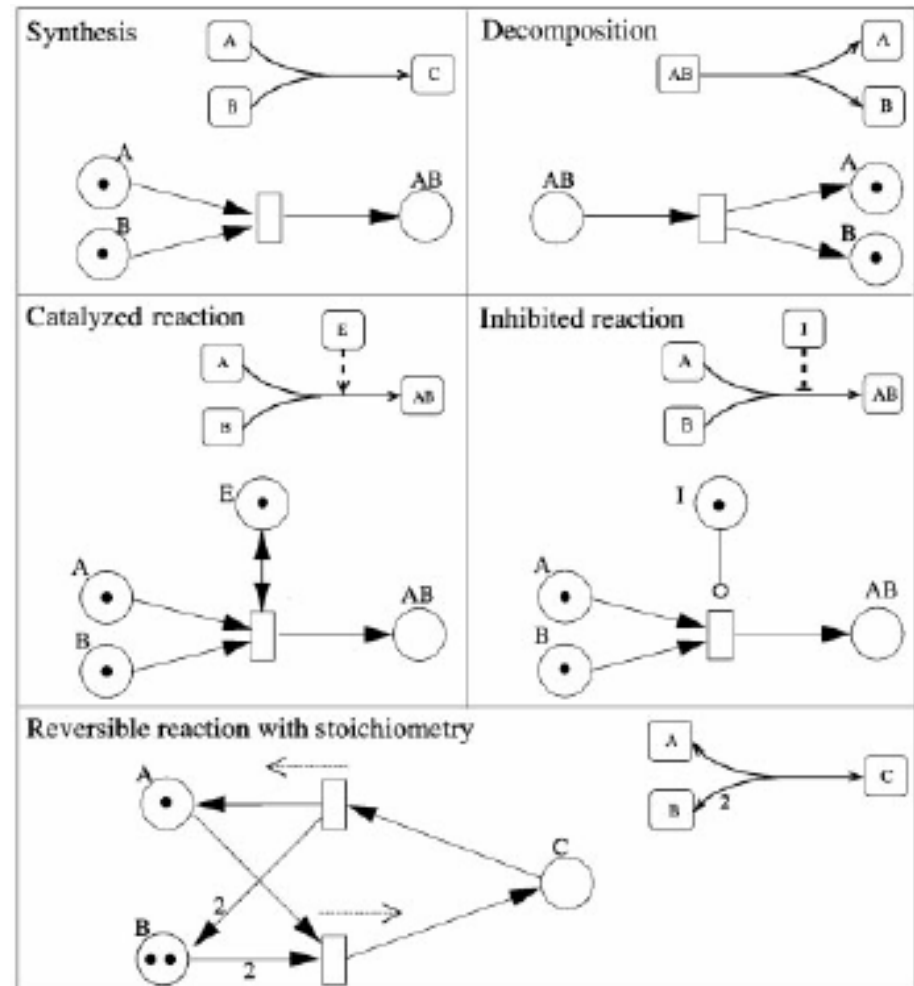 Synthesis
A
C
B
A
AB
B
Decomposition
A
AB
B
A
AB
B
Catalyzed reaction
E
A
AB
B
E
A
AB
B
Inhibited reaction
I
A
AB
B
I
A
AB
B
Reversible reaction with stoichiometry
A
C
B
2
A
C
2
B
2